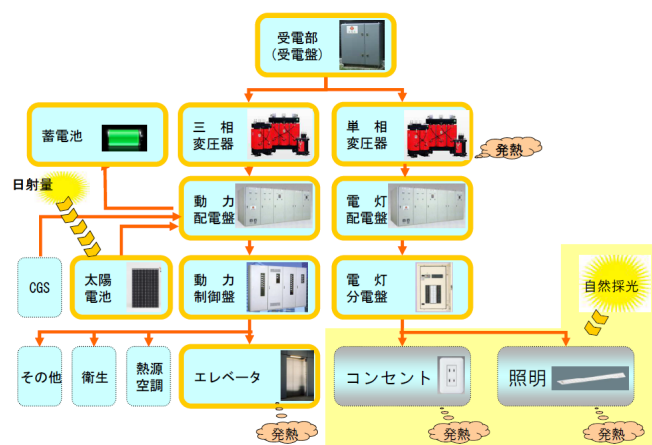 受電部
(受電盤)
蓄電池
三 相
変圧器
単 相
変圧器
発熱
日射量
動 力
配電盤
電 灯
配電盤
CGS
太陽
電池
動 力
制御盤
電 灯
分電盤
自然採光
その他
衛生
熱源
空調
エレベータ
コンセント
照明
発熱
発熱
発熱